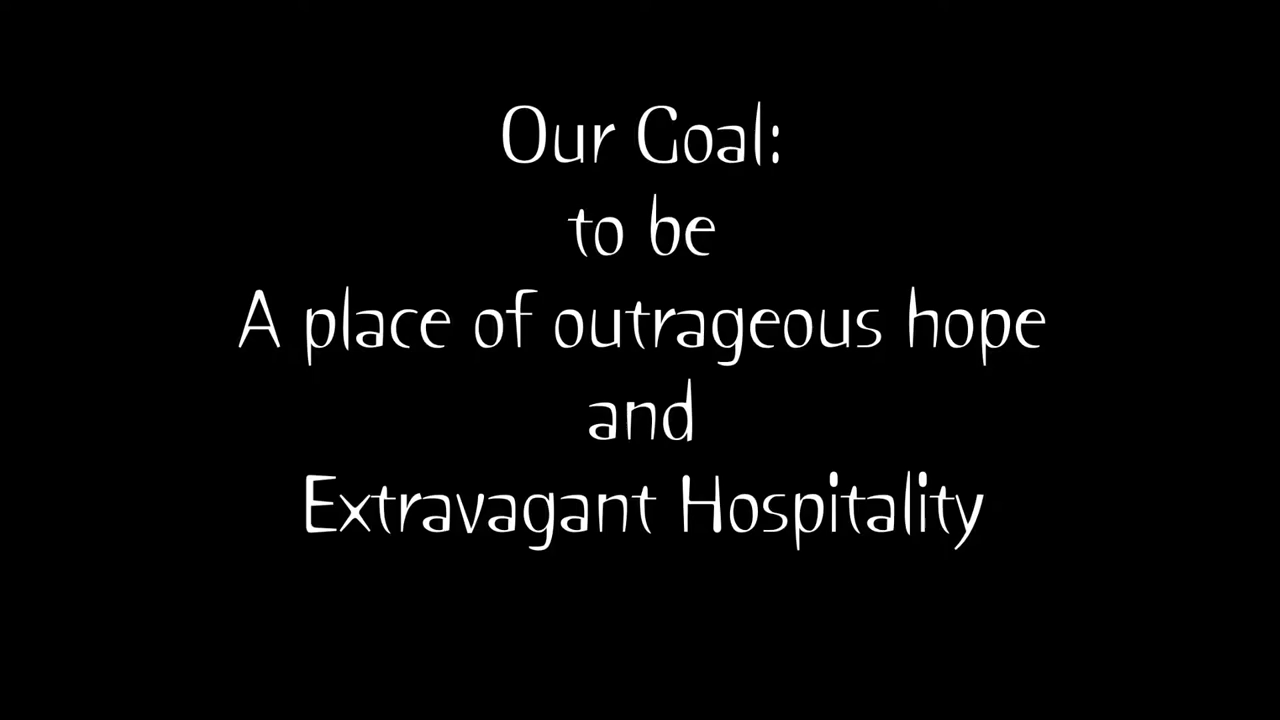 Our Goal:
to be
A place of outrageous hope
and
Extravagant Hospitality